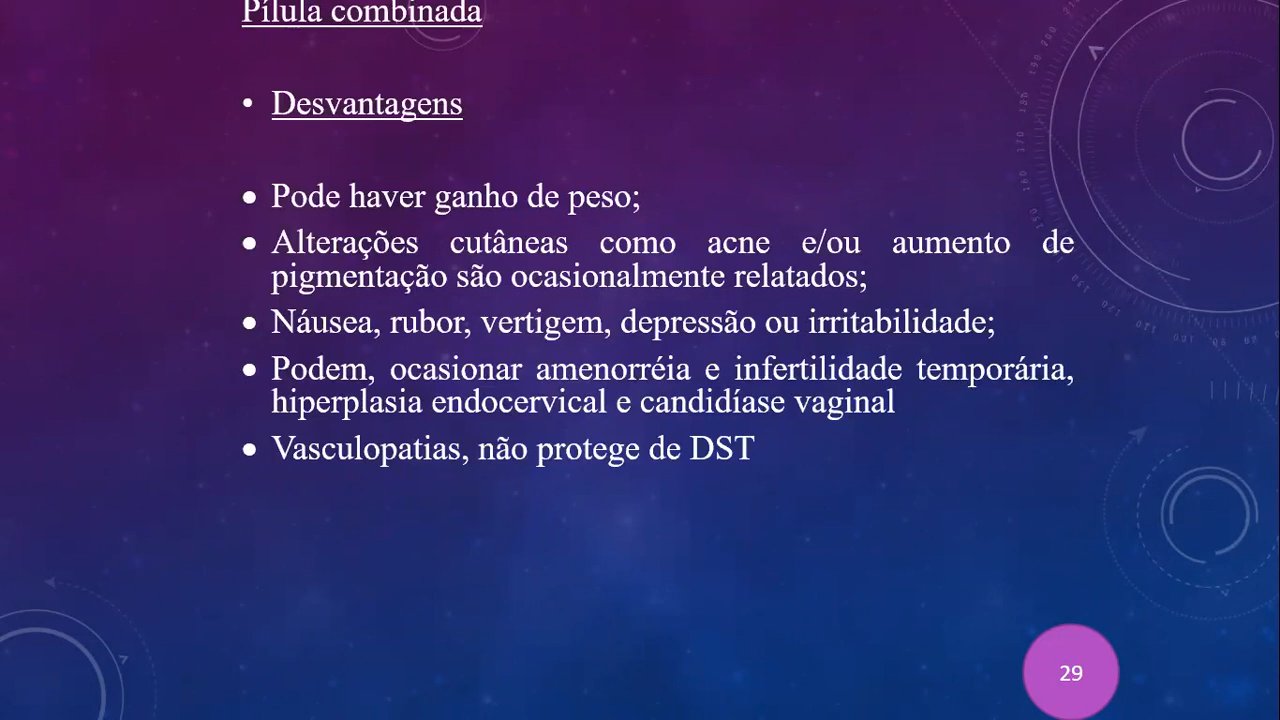 Pílula combinada
• Desvantagens
• Pode haver ganho de peso;
• Alterações cutâneas como acne e/ou aumento de
pigmentação são ocasionalmente relatados;
• Náusea, rubor, vertigem, depressão ou irritabilidade;
• Podem, ocasionar amenorréia e infertilidade temporária,
hiperplasia endocervical e candidíase vaginal
• Vasculopatias, não protege de DST
29